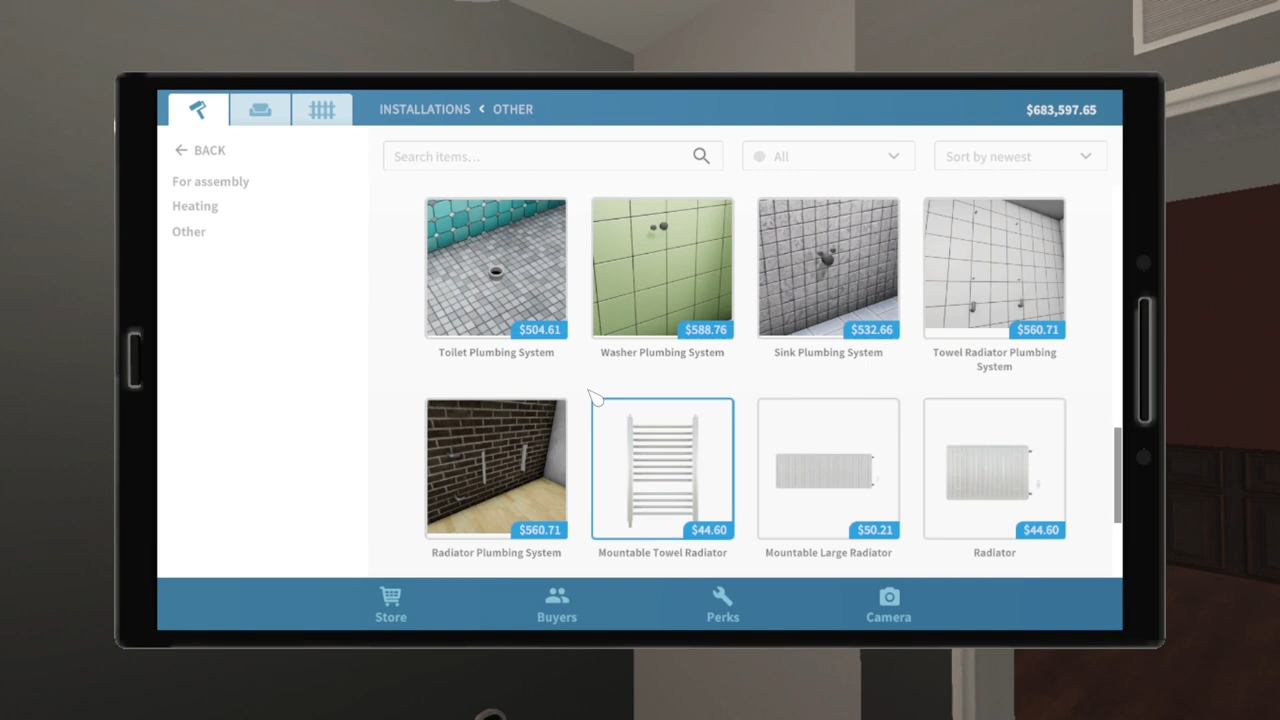 INSTALLATIONS < OTHER
$683,597.65
BACK
For assembly
Heating
Other
Search items...
All
Sort by newest
$504.61
$588.76
$532.66
$560.71
Toilet Plumbing System
Washer Plumbing System
Sink Plumbing System
Towel Radiator Plumbing
System
$560.71
$44.60
$50.21
$44.60
Radiator Plumbing System
Mountable Towel Radiator
Mountable Large Radiator
Radiator
Store
Buyers
Perks
Camera